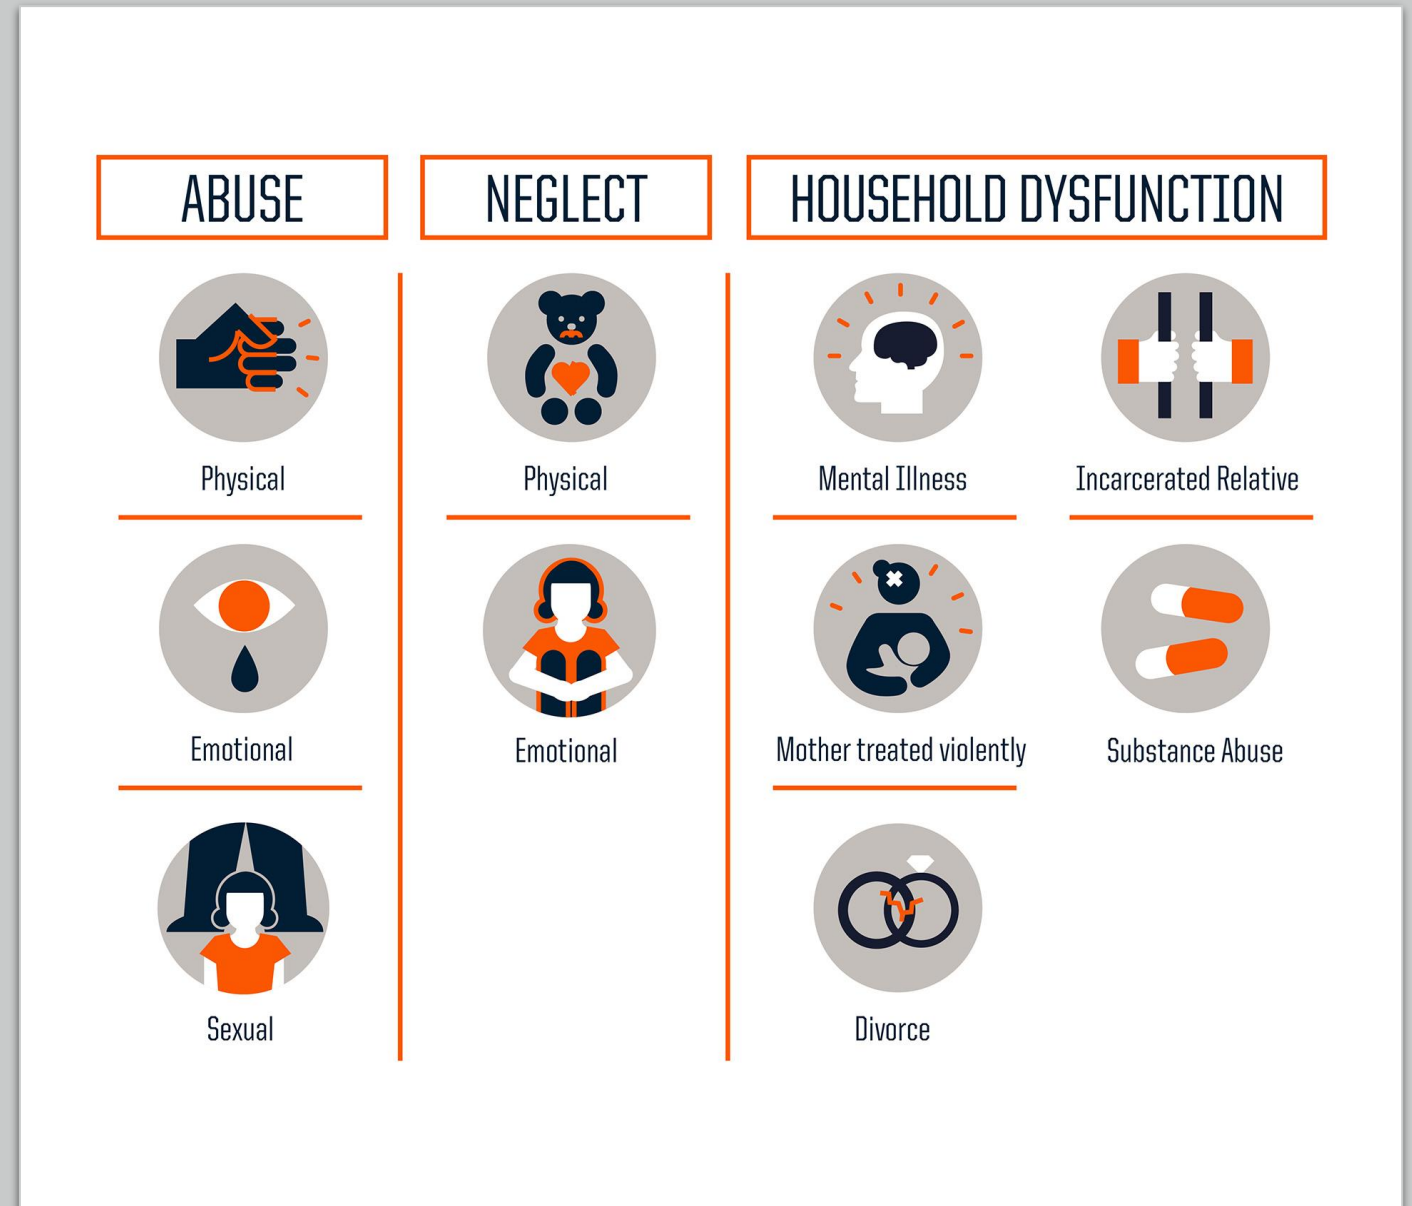 ABUSE
Physical
Emotional
Sexual
NEGLECT
Physical
Emotional
HOUSEHOLD DYSFUNCTION
Mental Illness
Incarcerated Relative
Mother treated violently
Substance Abuse
Divorce